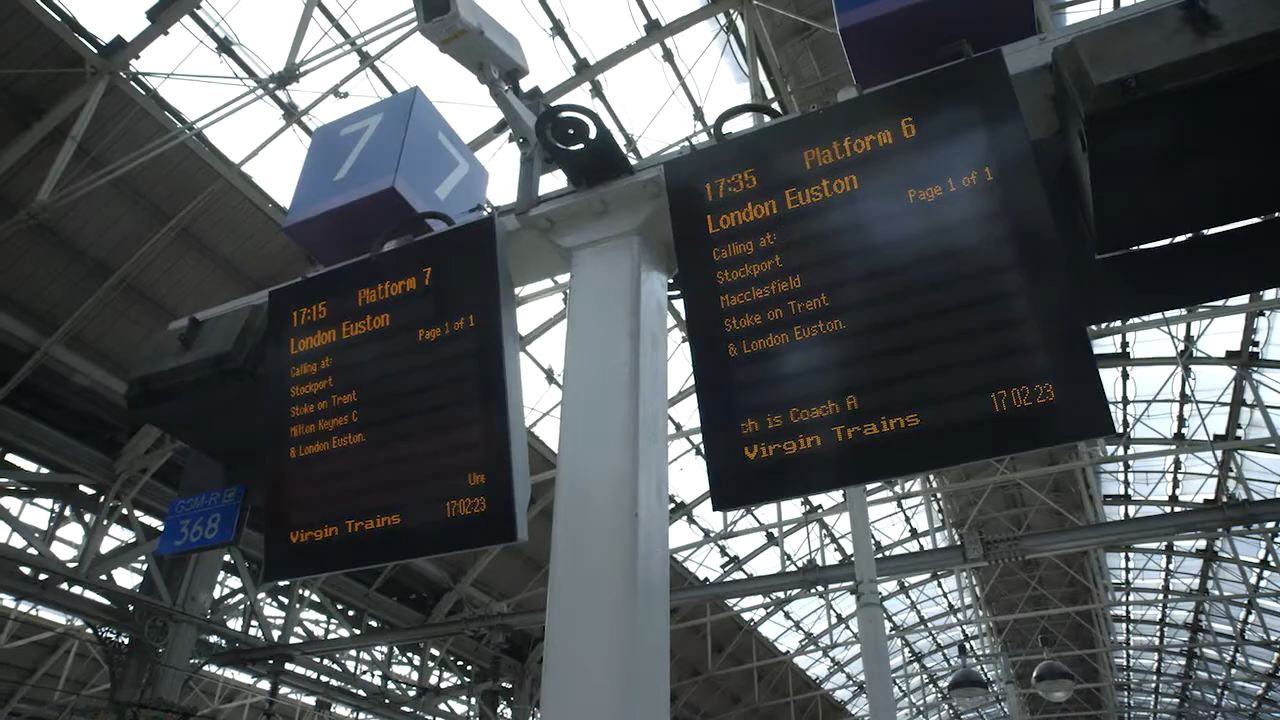 7
17:15 Platform 7
London Euston
Page 1 of 1
Calling at:
Stockport
Stoke on Trent
Milton Keynes C
& London Euston.
Ure
17:02:23
Virgin Trains
GSM-R
368
17:35 Platform 6
London Euston
Page 1 of 1
Calling at:
Stockport
Macclesfield
Stoke on Trent
& London Euston.
ch is Coach A
17:02:23
Virgin Trains